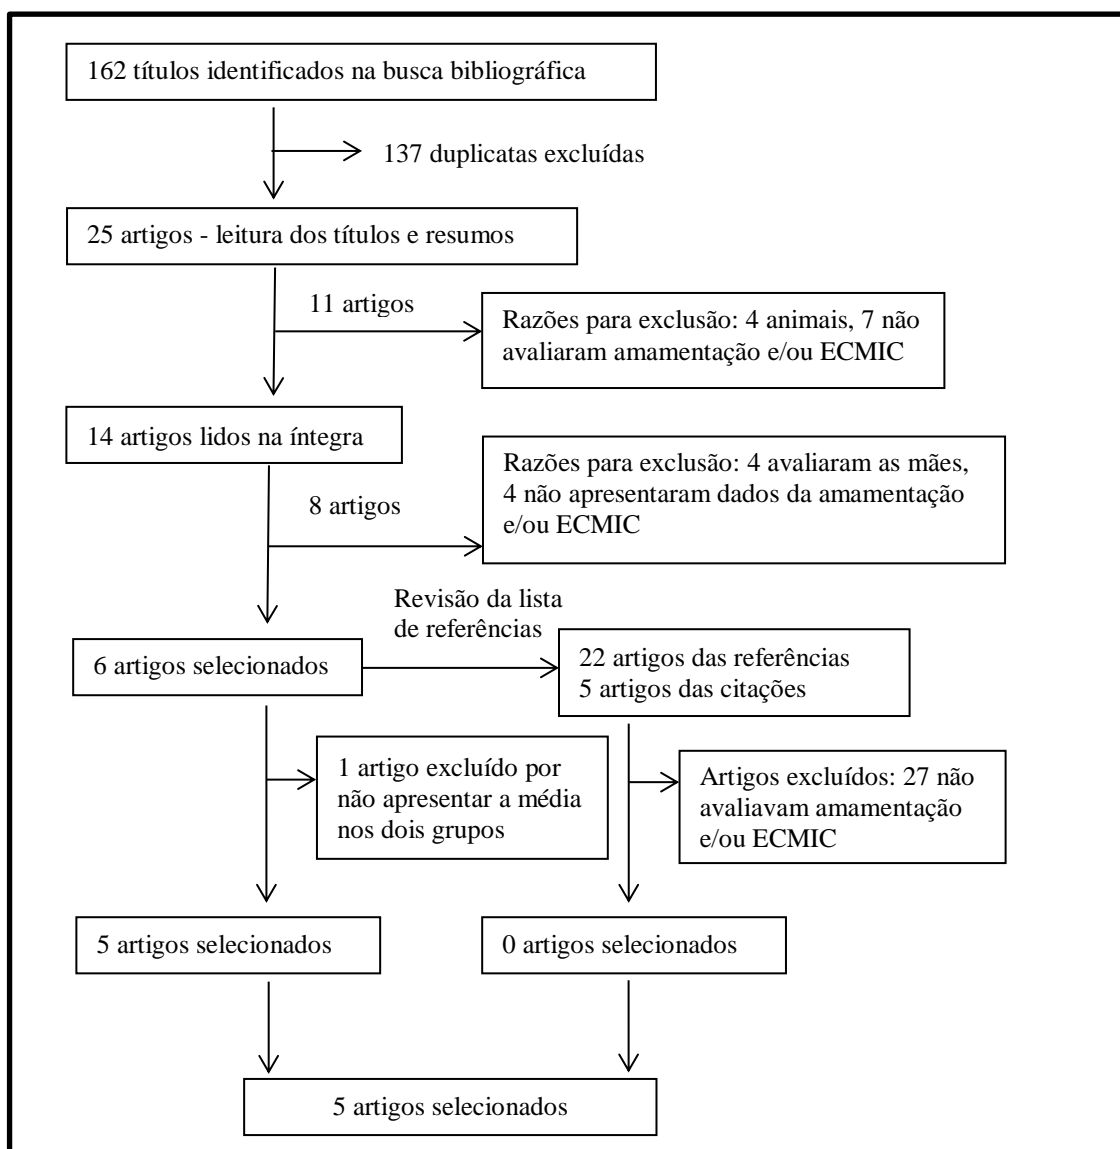 162 títulos identificados na busca bibliográfica
137 duplicatas excluídas
25 artigos - leitura dos títulos e resumos
11 artigos
Razões para exclusão: 4 animais, 7 não
avaliaram amamentação e/ou ECMIC
14 artigos lidos na íntegra
8 artigos
Razões para exclusão: 4 avaliaram as mães,
4 não apresentaram dados da amamentação
e/ou ECMIC
Revisão da lista
de referências
6 artigos selecionados
22 artigos das referências
5 artigos das citações
1 artigo excluído por
não apresentar a média
nos dois grupos
Artigos excluídos: 27 não
avaliavam amamentação
e/ou ECMIC
5 artigos selecionados
0 artigos selecionados
5 artigos selecionados